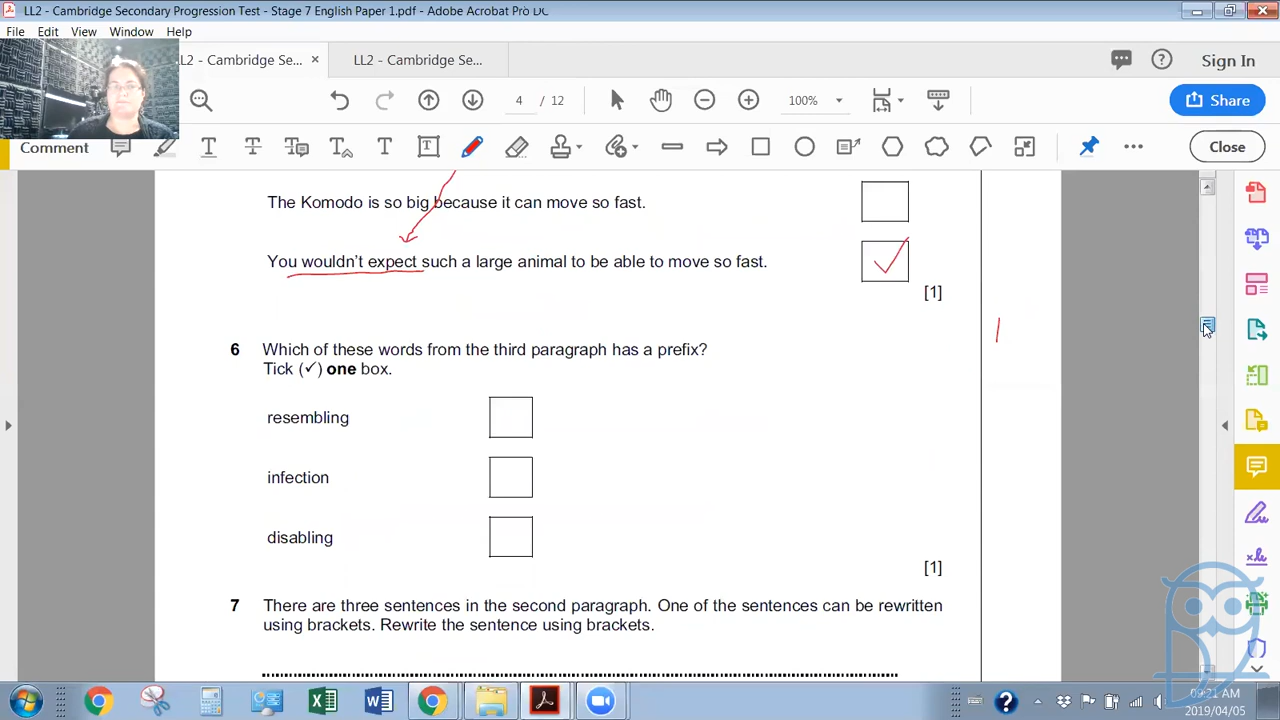 LL2 - Cambridge Secondary Progression Test - Stage 7 English Paper 1.pdf - Adobe Acrobat Pro DC
File Edit View Window Help
LL2 - Cambridge Se... × LL2 - Cambridge Se...
Sign In
4 / 12 100% Share
Comment Close
The Komodo is so big because it can move so fast.
You wouldn't expect such a large animal to be able to move so fast. ✓
[1]
1
6 Which of these words from the third paragraph has a prefix?
Tick (✓) one box.
resembling
infection
disabling
[1]
7 There are three sentences in the second paragraph. One of the sentences can be rewritten
using brackets. Rewrite the sentence using brackets.
09:21 AM
2019/04/05